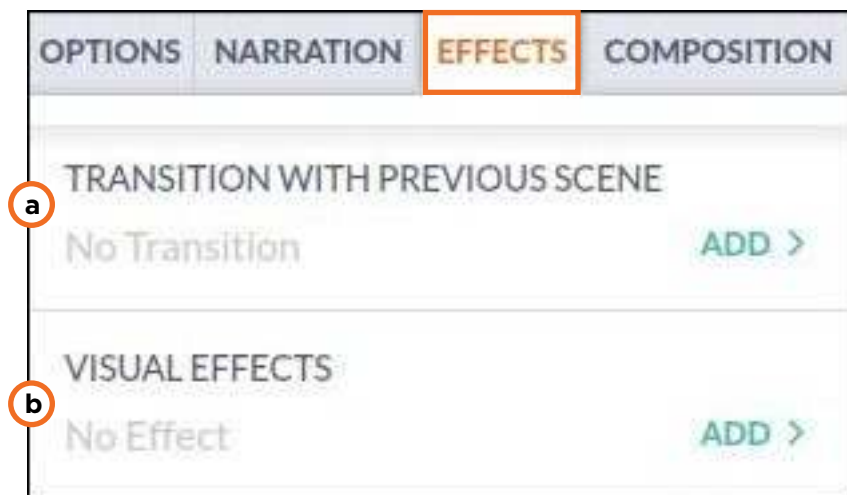 OPTIONS NARRATION EFFECTS COMPOSITION
TRANSITION WITH PREVIOUS SCENE
a
No Transition ADD >
VISUAL EFFECTS
b
No Effect ADD >